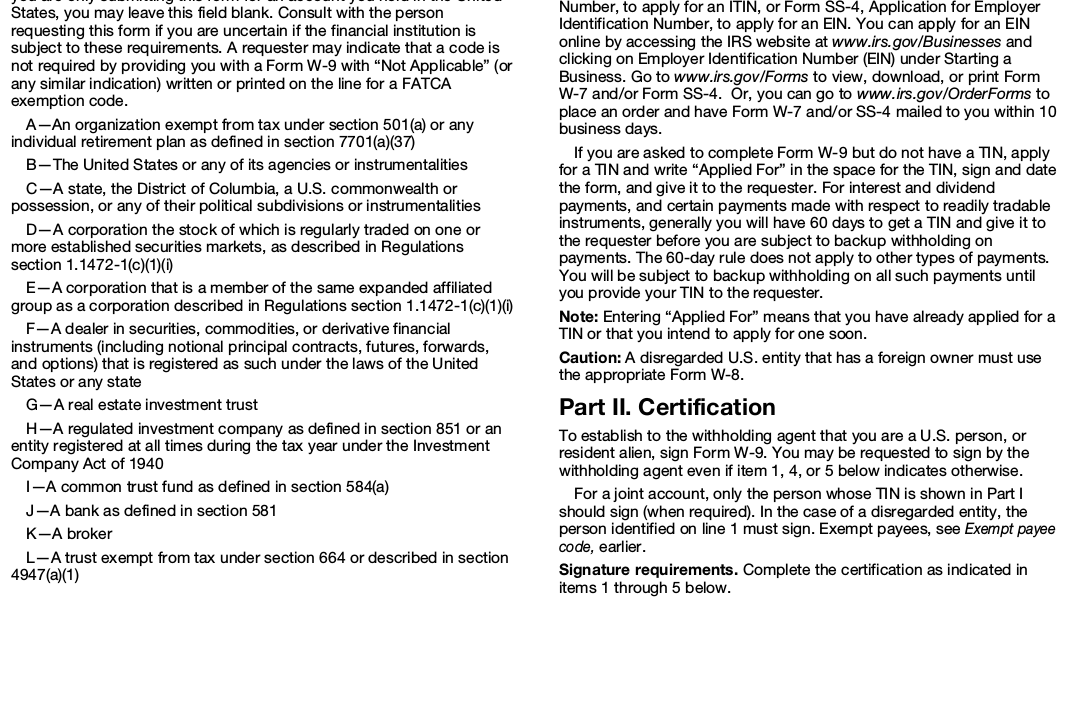 you are only submitting this form for an account you hold in the United
States, you may leave this field blank. Consult with the person
requesting this form if you are uncertain if the financial institution is
subject to these requirements. A requester may indicate that a code is
not required by providing you with a Form W-9 with “Not Applicable” (or
any similar indication) written or printed on the line for a FATCA
exemption code.
A—An organization exempt from tax under section 501(a) or any
individual retirement plan as defined in section 7701(a)(37)
B—The United States or any of its agencies or instrumentalities
C—A state, the District of Columbia, a U.S. commonwealth or
possession, or any of their political subdivisions or instrumentalities
D—A corporation the stock of which is regularly traded on one or
more established securities markets, as described in Regulations
section 1.1472-1(c)(1)(i)
E—A corporation that is a member of the same expanded affiliated
group as a corporation described in Regulations section 1.1472-1(c)(1)(i)
F—A dealer in securities, commodities, or derivative financial
instruments (including notional principal contracts, futures, forwards,
and options) that is registered as such under the laws of the United
States or any state
G—A real estate investment trust
H—A regulated investment company as defined in section 851 or an
entity registered at all times during the tax year under the Investment
Company Act of 1940
I—A common trust fund as defined in section 584(a)
J—A bank as defined in section 581
K—A broker
L—A trust exempt from tax under section 664 or described in section
4947(a)(1)
Number, to apply for an ITIN, or Form SS-4, Application for Employer
Identification Number, to apply for an EIN. You can apply for an EIN
online by accessing the IRS website at www.irs.gov/Businesses and
clicking on Employer Identification Number (EIN) under Starting a
Business. Go to www.irs.gov/Forms to view, download, or print Form
W-7 and/or Form SS-4. Or, you can go to www.irs.gov/OrderForms to
place an order and have Form W-7 and/or SS-4 mailed to you within 10
business days.
If you are asked to complete Form W-9 but do not have a TIN, apply
for a TIN and write “Applied For” in the space for the TIN, sign and date
the form, and give it to the requester. For interest and dividend
payments, and certain payments made with respect to readily tradable
instruments, generally you will have 60 days to get a TIN and give it to
the requester before you are subject to backup withholding on
payments. The 60-day rule does not apply to other types of payments.
You will be subject to backup withholding on all such payments until
you provide your TIN to the requester.
Note: Entering “Applied For” means that you have already applied for a
TIN or that you intend to apply for one soon.
Caution: A disregarded U.S. entity that has a foreign owner must use
the appropriate Form W-8.
Part II. Certification
To establish to the withholding agent that you are a U.S. person, or
resident alien, sign Form W-9. You may be requested to sign by the
withholding agent even if item 1, 4, or 5 below indicates otherwise.
For a joint account, only the person whose TIN is shown in Part I
should sign (when required). In the case of a disregarded entity, the
person identified on line 1 must sign. Exempt payees, see Exempt payee
code, earlier.
Signature requirements. Complete the certification as indicated in
items 1 through 5 below.